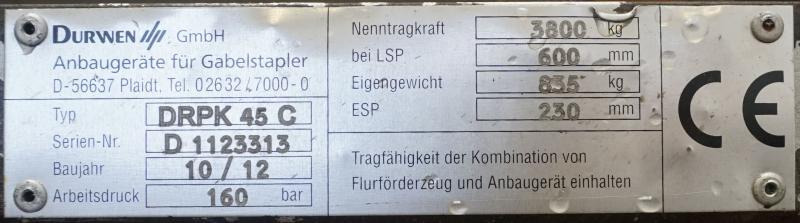 DURWEN GmbH
Anbaugeräte für Gabelstapler
D-56637 Plaidt, Tel. 02632/7000-0
Typ DRPK 45 C
Serien-Nr. D 1123313
Baujahr 10/12
Arbeitsdruck 160 bar
Nenntragkraft 3800 kg
bei LSP 600 mm
Eigengewicht 835 kg
ESP 230 mm
Tragfähigkeit der Kombination von
Flurförderzeug und Anbaugerät einhalten
CE